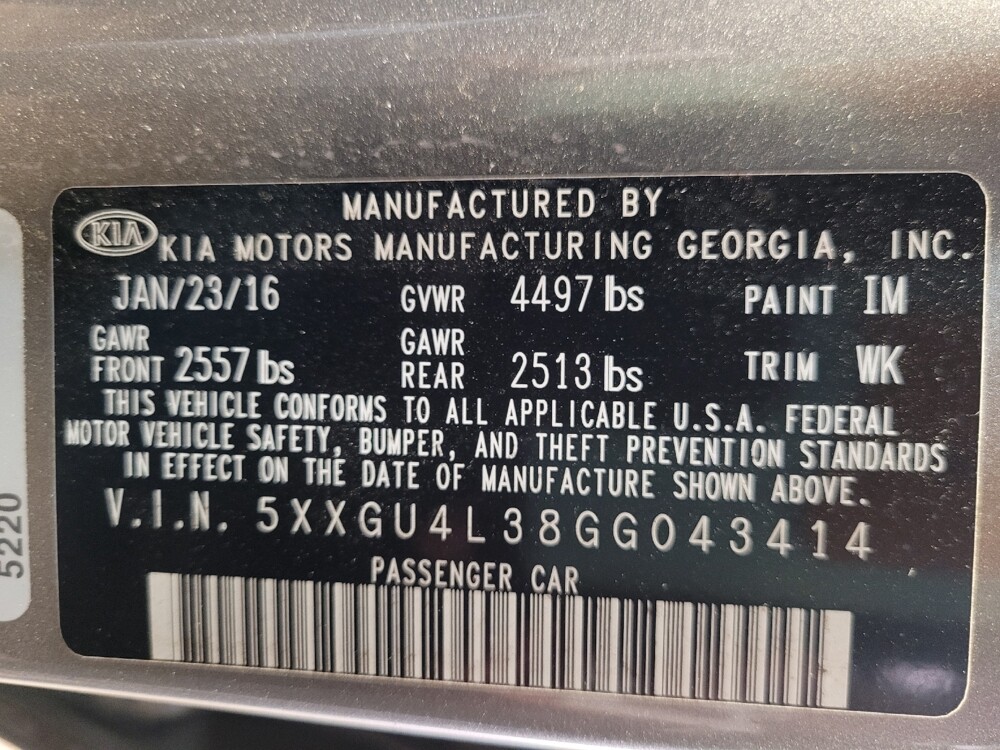 MANUFACTURED BY
KIA KIA MOTORS MANUFACTURING GEORGIA, INC.
JAN/23/16 GVWR 4497 lbs PAINT IM
GAWR FRONT 2557 lbs GAWR REAR 2513 lbs TRIM WK
THIS VEHICLE CONFORMS TO ALL APPLICABLE U.S.A. FEDERAL
MOTOR VEHICLE SAFETY, BUMPER, AND THEFT PREVENTION STANDARDS
IN EFFECT ON THE DATE OF MANUFACTURE SHOWN ABOVE.
V.I.N. 5XXGU4L38GG043414
PASSENGER CAR
52220